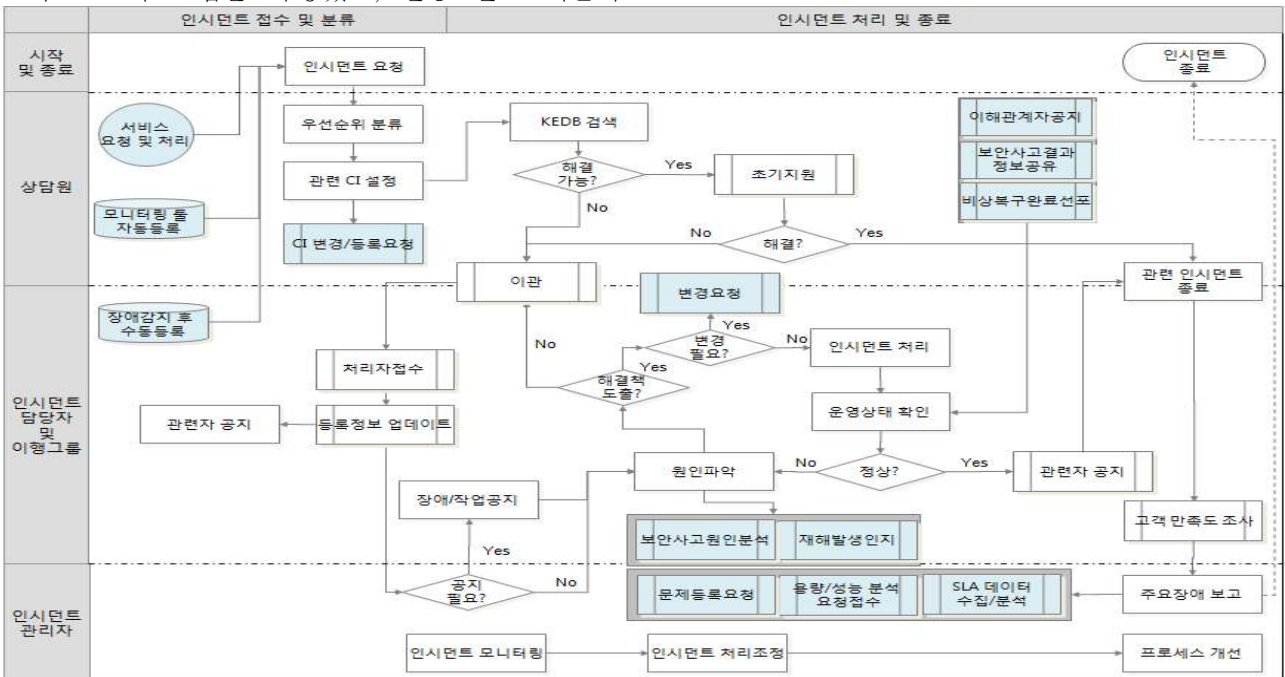 인시던트 접수 및 분류
인시던트 처리 및 종료
시작
및 종료
인시던트 요청
인시던트
종료
상담원
서비스
요청 및 처리
우선순위 분류
KEDB 검색
이해관계자공지
보안사고결과
정보공유
비상복구완료선포
관련 CI 설정
해결
가능?
Yes
초기지원
No
모니터링 툴
자동등록
CI 변경/등록요청
No
해결?
Yes
이관
변경요청
관련 인시던트
종료
인시던트
담당자
및
이행그룹
장애감지 후
수동등록
Yes
No
변경
필요?
No
인시던트 처리
처리자접수
Yes
해결책
도출?
관련자 공지
등록정보 업데이트
운영상태 확인
원인파악
No
정상?
Yes
관련자 공지
장애/작업공지
보안사고원인분석
재해발생인지
고객 만족도 조사
Yes
인시던트
관리자
공지
필요?
No
문제등록요청
용량/성능 분석
요청접수
SLA 데이터
수집/분석
주요장애 보고
인시던트 모니터링
인시던트 처리조정
프로세스 개선